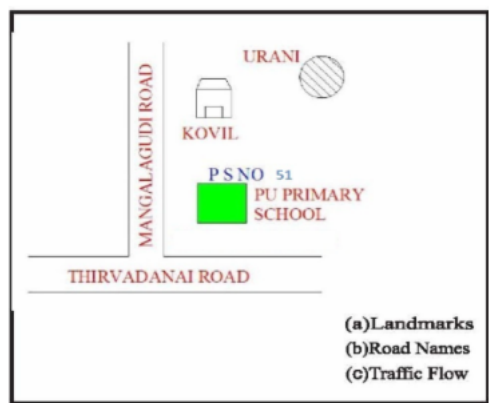 URANI
MANGALAGUDI ROAD
KOVIL
P S NO 51
PU PRIMARY
SCHOOL
THIRVADANAI ROAD
(a)Landmarks
(b)Road Names
(c)Traffic Flow